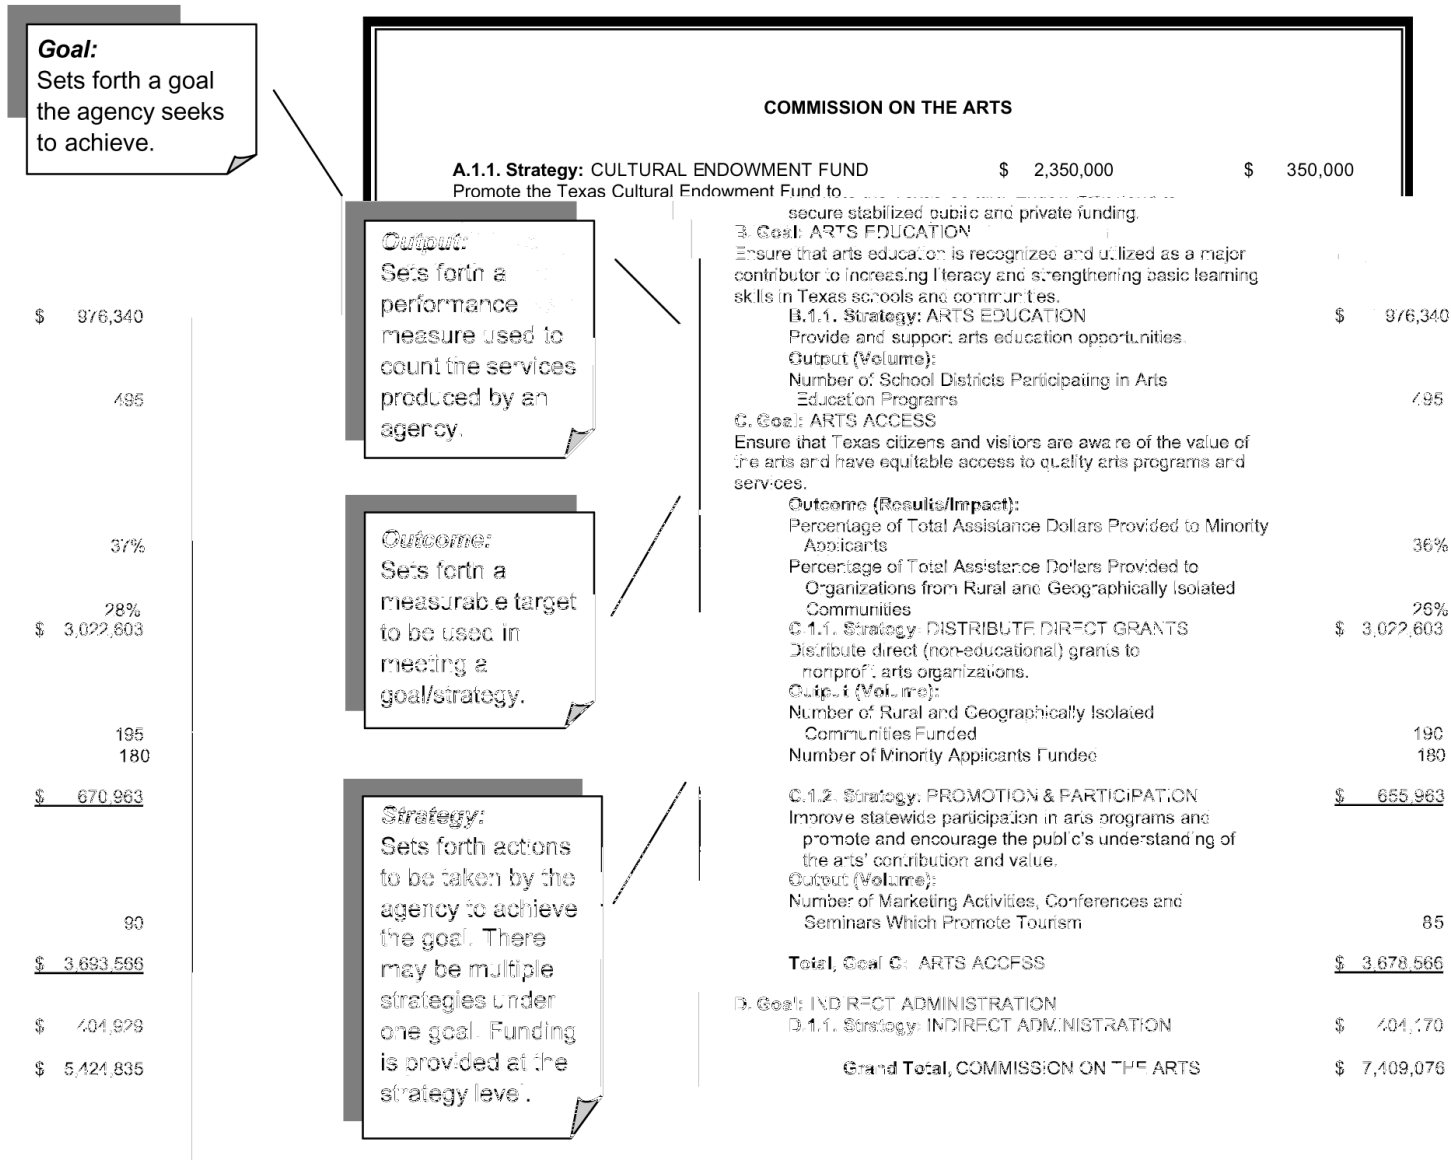 Goal:
Sets forth a goal
the agency seeks
to achieve.
COMMISSION ON THE ARTS
A.1.1. Strategy: CULTURAL ENDOWMENT FUND $ 2,350,000 $ 350,000
Promote the Texas Cultural Endowment Fund to
secure stabilized public and private funding.
Output:
Sets forth a
performance
measure used to
count the services
produced by an
agency.
Outcome:
Sets forth a
measurable target
to be used in
meeting a
goal/strategy.
Strategy:
Sets forth actions
to be taken by the
agency to achieve
the goal. There
may be multiple
strategies under
one goal. Funding
is provided at the
strategy level.
B. Goal: ARTS EDUCATION
Ensure that arts education is recognized and utilized as a major
contributor to increasing literacy and strengthening basic learning
skills in Texas schools and communities.
$ 976,340 B.1.1. Strategy: ARTS EDUCATION $ 976,340
Provide and support arts education opportunities.
Output (Volume):
Number of School Districts Participating in Arts
495 Education Programs 495
C. Goal: ARTS ACCESS
Ensure that Texas citizens and visitors are aware of the value of
the arts and have equitable access to quality arts programs and
services.
Outcome (Results/Impact):
Percentage of Total Assistance Dollars Provided to Minority
37% Applicants 36%
Percentage of Total Assistance Dollars Provided to
Organizations from Rural and Geographically Isolated
28% Communities 26%
$ 3,022,603 C.1.1. Strategy: DISTRIBUTE DIRECT GRANTS $ 3,022,603
Distribute direct (non-educational) grants to
nonprofit arts organizations.
Output (Volume):
Number of Rural and Geographically Isolated
195 Communities Funded 190
180 Number of Minority Applicants Funded 180
$ 670,963 C.1.2. Strategy: PROMOTION & PARTICIPATION $ 655,963
Improve statewide participation in arts programs and
promote and encourage the public's understanding of
the arts' contribution and value.
Output (Volume):
Number of Marketing Activities, Conferences and
90 Seminars Which Promote Tourism 85
$ 3,693,566 Total, Goal C: ARTS ACCESS $ 3,678,566
D. Goal: INDIRECT ADMINISTRATION
$ 404,929 D.1.1. Strategy: INDIRECT ADMINISTRATION $ 404,170
$ 5,424,835 Grand Total, COMMISSION ON THE ARTS $ 7,409,076